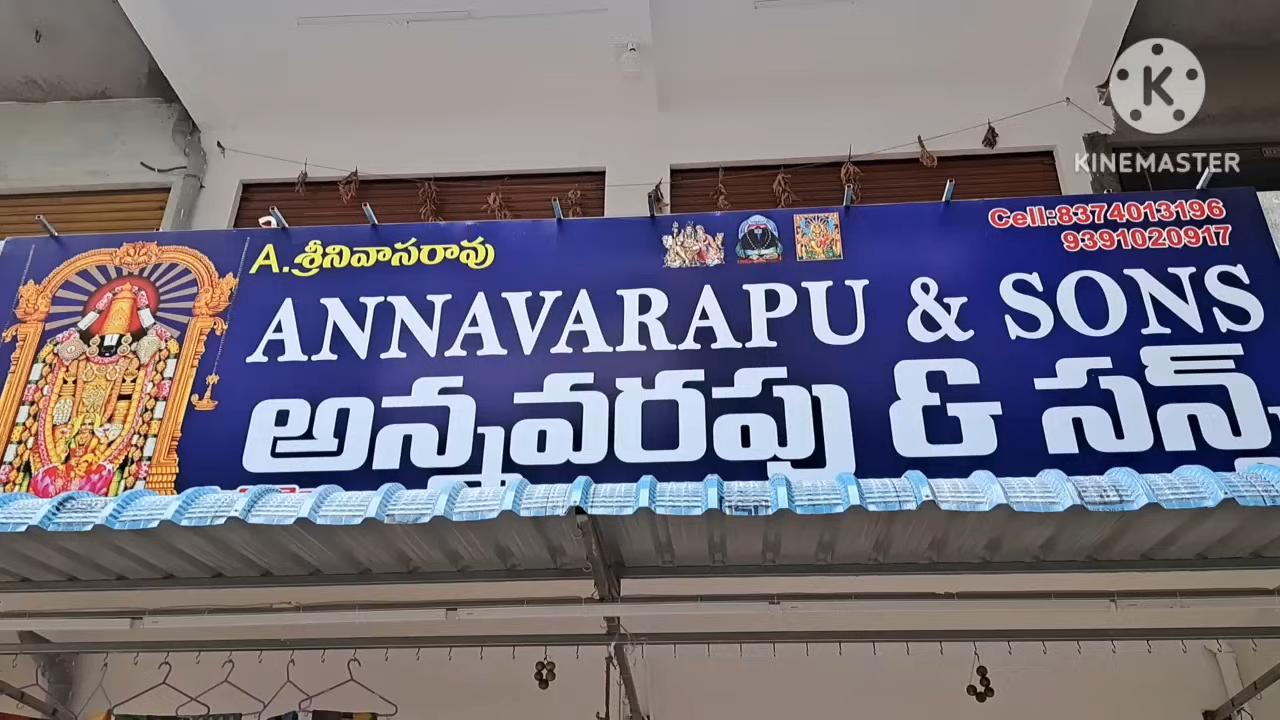 K
KINEMASTER
Cell:8374013196
9391020917
A.శ్రీనివాసరావు
ANNAVARAPU & SONS
అన్నవరపు & సన్స్